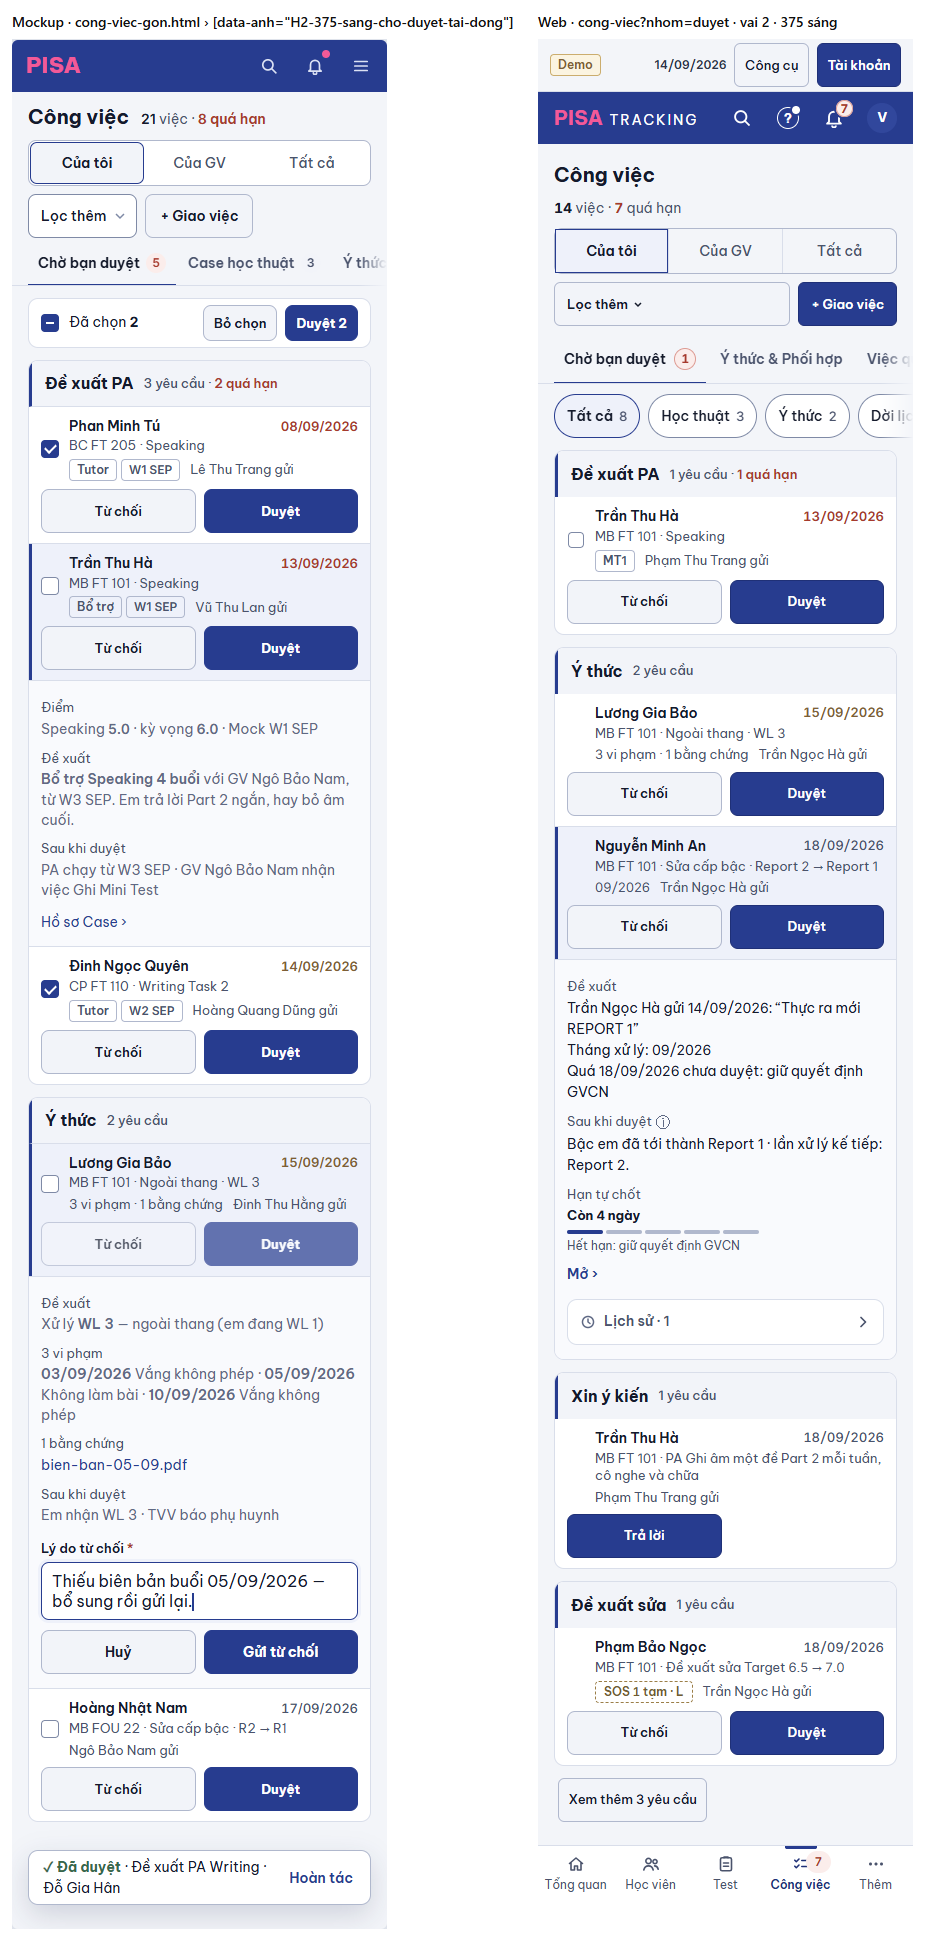 Mockup · cong-viec-gon.html › [data-anh="H2-375-sang-cho-duyet-tai-dong"]
PISA
Công việc 21 việc · 8 quá hạn
Của tôi Của GV Tất cả
Lọc thêm + Giao việc
Chờ bạn duyệt 5 Case học thuật 3 Ý thức
Đã chọn 2 Bỏ chọn Duyệt 2
Đề xuất PA 3 yêu cầu · 2 quá hạn
Phan Minh Tú 08/09/2026
BC FT 205 · Speaking
Tutor W1 SEP Lê Thu Trang gửi
Từ chối Duyệt
Trần Thu Hà 13/09/2026
MB FT 101 · Speaking
Bổ trợ W1 SEP Vũ Thu Lan gửi
Từ chối Duyệt
Điểm
Speaking 5.0 · kỳ vọng 6.0 · Mock W1 SEP
Đề xuất
Bổ trợ Speaking 4 buổi với GV Ngô Bảo Nam,
từ W3 SEP. Em trả lời Part 2 ngắn, hay bỏ âm
cuối.
Sau khi duyệt
PA chạy từ W3 SEP · GV Ngô Bảo Nam nhận
việc Ghi Mini Test
Hồ sơ Case ›
Đinh Ngọc Quyên 14/09/2026
CP FT 110 · Writing Task 2
Tutor W2 SEP Hoàng Quang Dũng gửi
Từ chối Duyệt
Ý thức 2 yêu cầu
Lương Gia Bảo 15/09/2026
MB FT 101 · Ngoài thang · WL 3
3 vi phạm · 1 bằng chứng Đinh Thu Hằng gửi
Từ chối Duyệt
Đề xuất
Xử lý WL 3 — ngoài thang (em đang WL 1)
3 vi phạm
03/09/2026 Vắng không phép · 05/09/2026
Không làm bài · 10/09/2026 Vắng không
phép
1 bằng chứng
bien-ban-05-09.pdf
Sau khi duyệt
Em nhận WL 3 · TVV báo phụ huynh
Lý do từ chối *
Thiếu biên bản buổi 05/09/2026 —
bổ sung rồi gửi lại.
Huỷ Gửi từ chối
Hoàng Nhật Nam 17/09/2026
MB FOU 22 · Sửa cấp bậc · R2 → R1
Ngô Bảo Nam gửi
Từ chối Duyệt
✓ Đã duyệt · Đề xuất PA Writing ·
Đỗ Gia Hân
Hoàn tác
Web · cong-viec?nhom=duyet · vai 2 · 375 sáng
Demo 14/09/2026 Công cụ Tài khoản
PISA TRACKING ? 7 V
Công việc
14 việc · 7 quá hạn
Của tôi Của GV Tất cả
Lọc thêm + Giao việc
Chờ bạn duyệt 1 Ý thức & Phối hợp Việc
Tất cả 8 Học thuật 3 Ý thức 2 Dời
Đề xuất PA 1 yêu cầu · 1 quá hạn
Trần Thu Hà 13/09/2026
MB FT 101 · Speaking
MT1 Phạm Thu Trang gửi
Từ chối Duyệt
Ý thức 2 yêu cầu
Lương Gia Bảo 15/09/2026
MB FT 101 · Ngoài thang · WL 3
3 vi phạm · 1 bằng chứng Trần Ngọc Hà gửi
Từ chối Duyệt
Nguyễn Minh An 18/09/2026
MB FT 101 · Sửa cấp bậc · Report 2 → Report 1
09/2026 Trần Ngọc Hà gửi
Từ chối Duyệt
Đề xuất
Trần Ngọc Hà gửi 14/09/2026: “Thực ra mới
REPORT 1”
Tháng xử lý: 09/2026
Quá 18/09/2026 chưa duyệt: giữ quyết định
GVCN
Sau khi duyệt
Bậc em đã tới thành Report 1 · lần xử lý kế tiếp:
Report 2.
Hạn tự chốt
Còn 4 ngày
Hết hạn: giữ quyết định GVCN
Mở ›
Lịch sử · 1
Xin ý kiến 1 yêu cầu
Trần Thu Hà 18/09/2026
MB FT 101 · PA Ghi âm một đề Part 2 mỗi tuần,
cô nghe và chữa
Phạm Thu Trang gửi
Trả lời
Đề xuất sửa 1 yêu cầu
Phạm Bảo Ngọc 18/09/2026
MB FT 101 · Đề xuất sửa Target 6.5 → 7.0
SOS 1 tạm · L Trần Ngọc Hà gửi
Từ chối Duyệt
Xem thêm 3 yêu cầu
7
Tổng quan Học viên Test Công việc Thêm